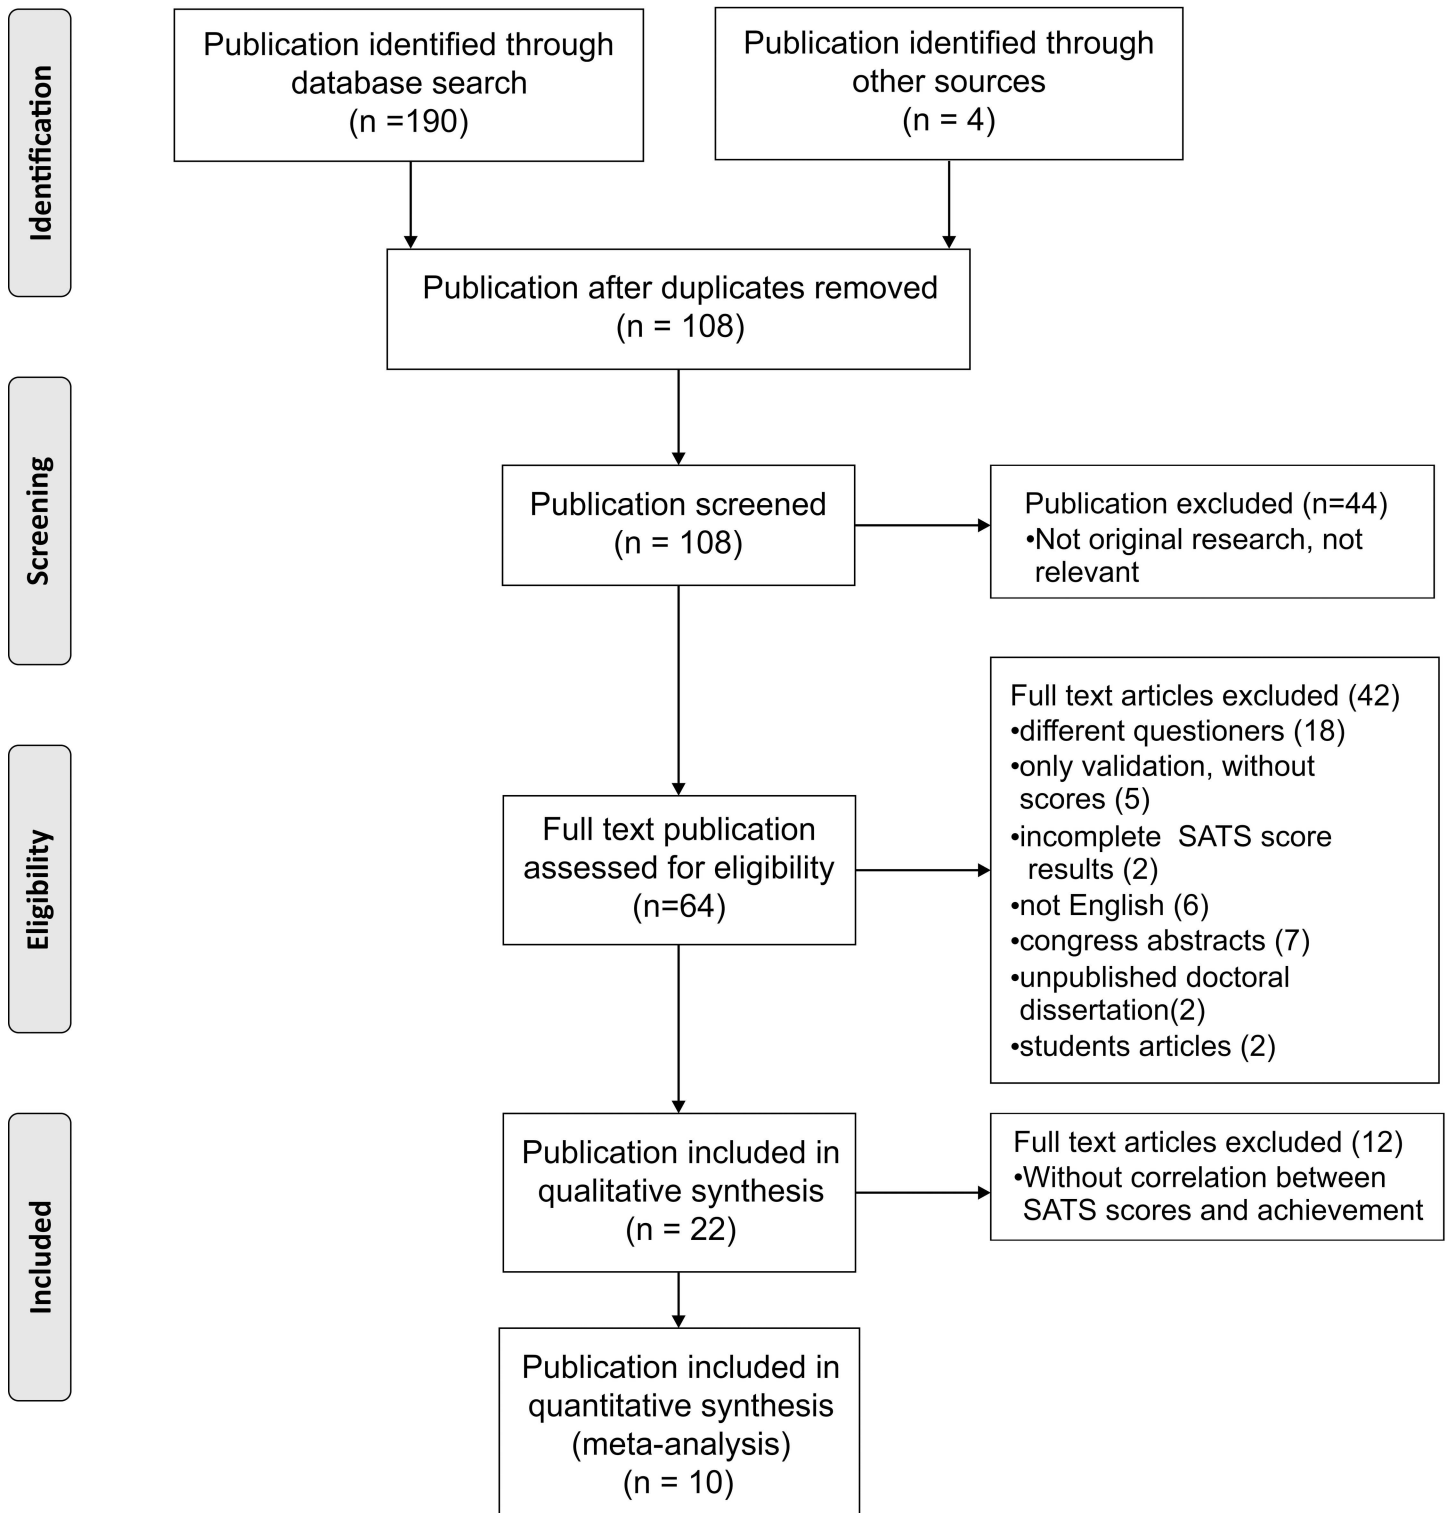 Identification
Publication identified through
database search
(n =190)
Publication identified through
other sources
(n = 4)
Publication after duplicates removed
(n = 108)
Screening
Publication screened
(n = 108)
Publication excluded (n=44)
•Not original research, not
relevant
Eligibility
Full text publication
assessed for eligibility
(n=64)
Full text articles excluded (42)
•different questioners (18)
•only validation, without
scores (5)
•incomplete  SATS score
results (2)
•not English (6)
•congress abstracts (7)
•unpublished doctoral
dissertation(2)
•students articles (2)
Included
Publication included in
qualitative synthesis
(n = 22)
Full text articles excluded (12)
•Without correlation between
SATS scores and achievement
Publication included in
quantitative synthesis
(meta-analysis)
(n = 10)